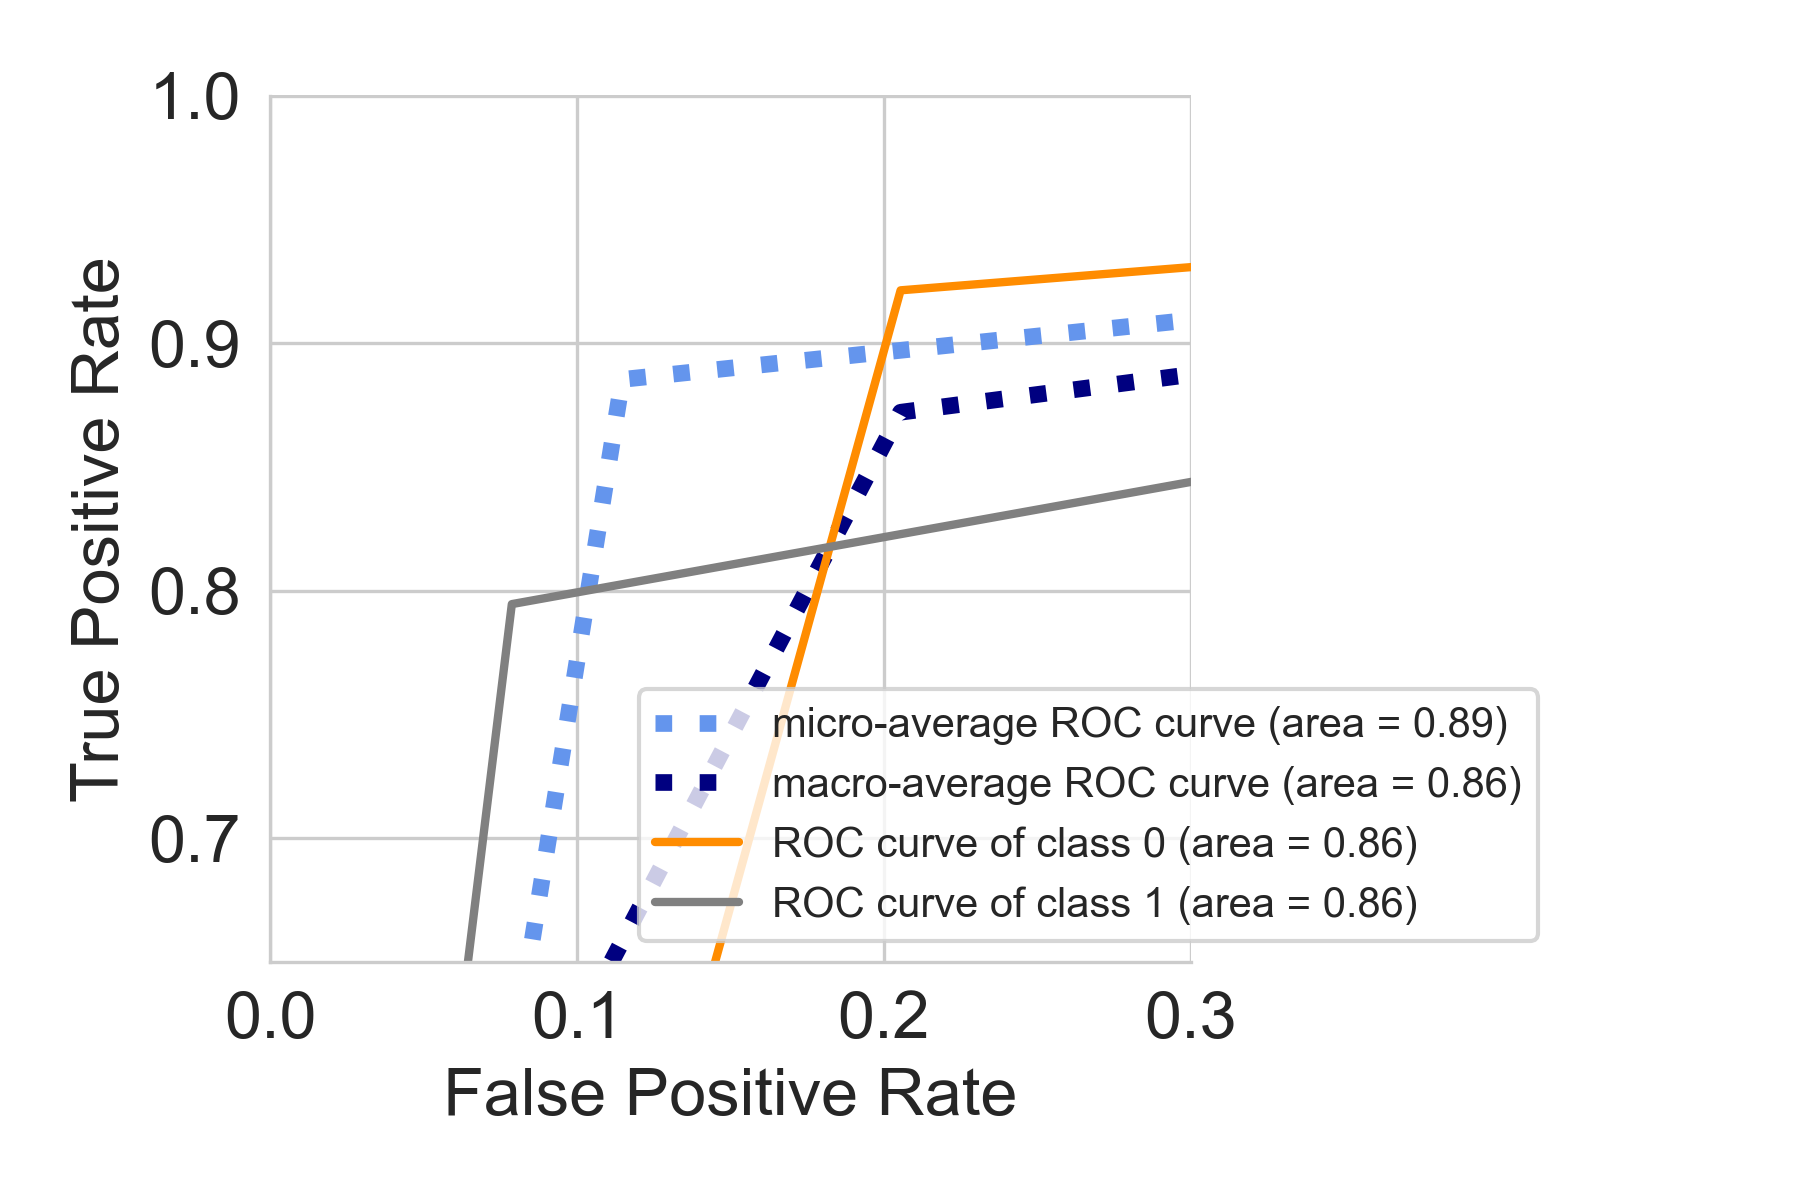 1.0
0.9
0.8
0.7
True Positive Rate
micro-average ROC curve (area = 0.89)
macro-average ROC curve (area = 0.86)
ROC curve of class 0 (area = 0.86)
ROC curve of class 1 (area = 0.86)
0.0 0.1 0.2 0.3
False Positive Rate